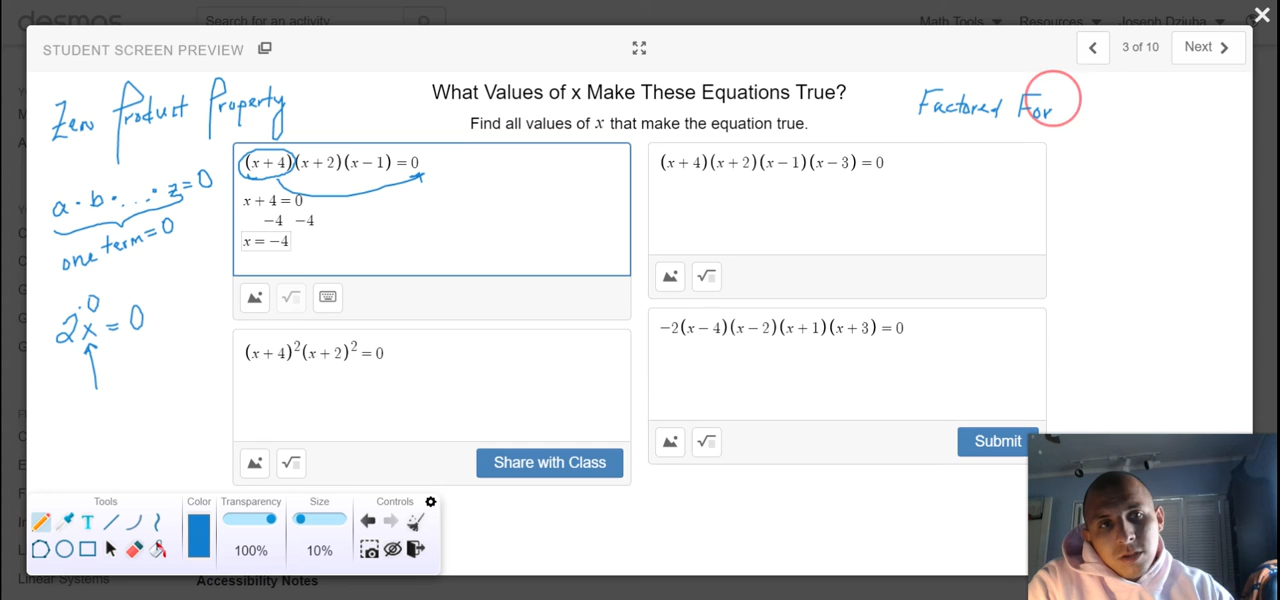 desmos
Search for an activity
Math Tools
Resources
Joseph Dziuba
STUDENT SCREEN PREVIEW
3 of 10
Next
Zero Product Property
What Values of x Make These Equations True?
Find all values of x that make the equation true.
Factored For
(x + 4)(x + 2)(x − 1) = 0
x + 4 = 0
−4 −4
x = −4
(x + 4)(x + 2)(x − 1)(x − 3) = 0
a · b · ... · z = 0
one term = 0
· 0
2x = 0
(x + 4)²(x + 2)² = 0
Share with Class
−2(x − 4)(x − 2)(x + 1)(x + 3) = 0
Submit
Tools
Color
Transparency
Size
Controls
100%
10%
Linear Systems
Accessibility Notes